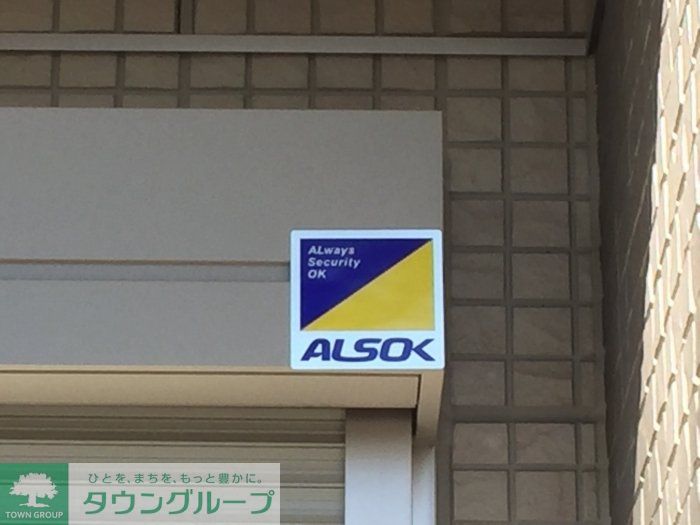 ALways
Security
OK
ALSOK
ひとを、まちを、もっと豊かに。
タウングループ
TOWN GROUP